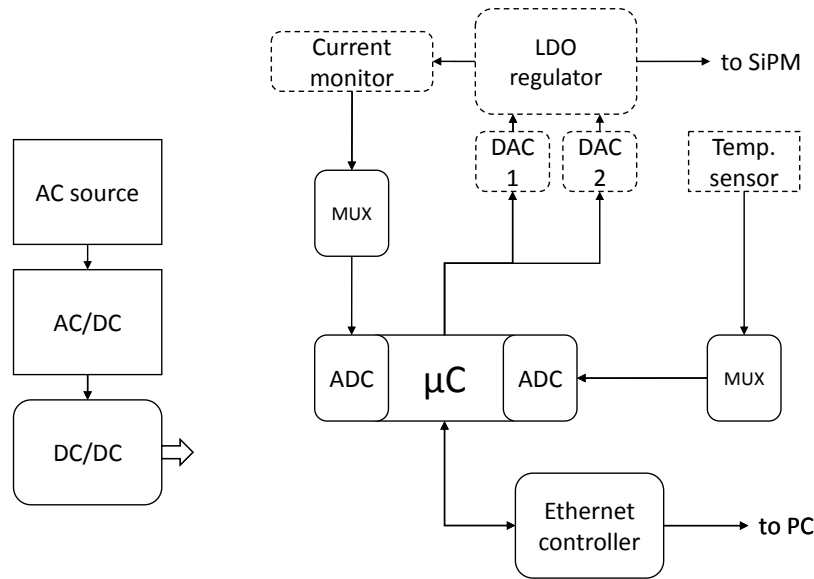 Current
monitor
LDO
regulator
to SiPM
DAC
1
DAC
2
Temp.
sensor
AC source
MUX
AC/DC
ADC
µC
ADC
MUX
DC/DC
Ethernet
controller
to PC